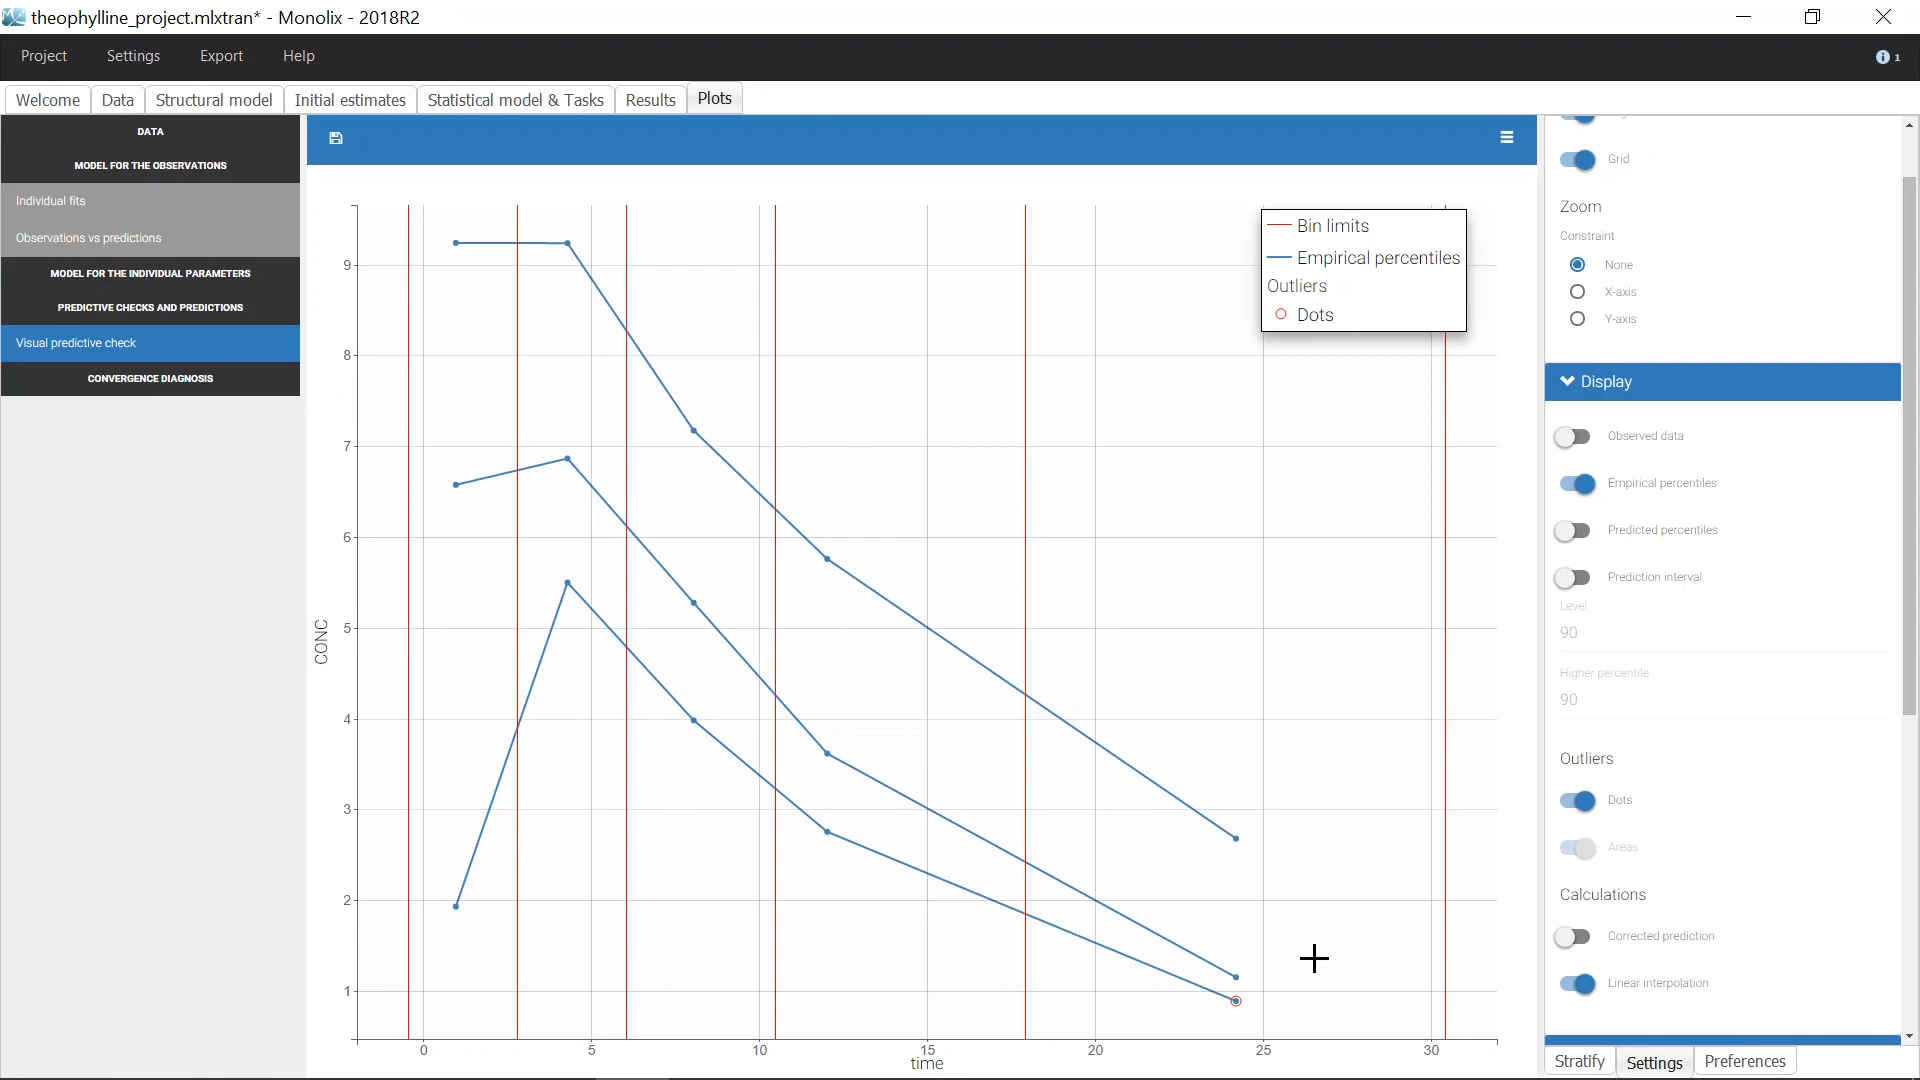 theophylline_project.mlxtran* - Monolix - 2018R2
Project Settings Export Help
1
Welcome Data Structural model Initial estimates Statistical model & Tasks Results Plots
DATA
MODEL FOR THE OBSERVATIONS
Individual fits
Observations vs predictions
MODEL FOR THE INDIVIDUAL PARAMETERS
PREDICTIVE CHECKS AND PREDICTIONS
Visual predictive check
CONVERGENCE DIAGNOSIS
Bin limits
Empirical percentiles
Outliers
Dots
CONC
9
8
7
6
5
4
3
2
1
0 5 10 15 20 25 30
time
Grid
Zoom
Constraint
None
X-axis
Y-axis
Display
Observed data
Empirical percentiles
Predicted percentiles
Prediction interval
Level
90
Higher percentile
90
Outliers
Dots
Areas
Calculations
Corrected prediction
Linear interpolation
Stratify Settings Preferences